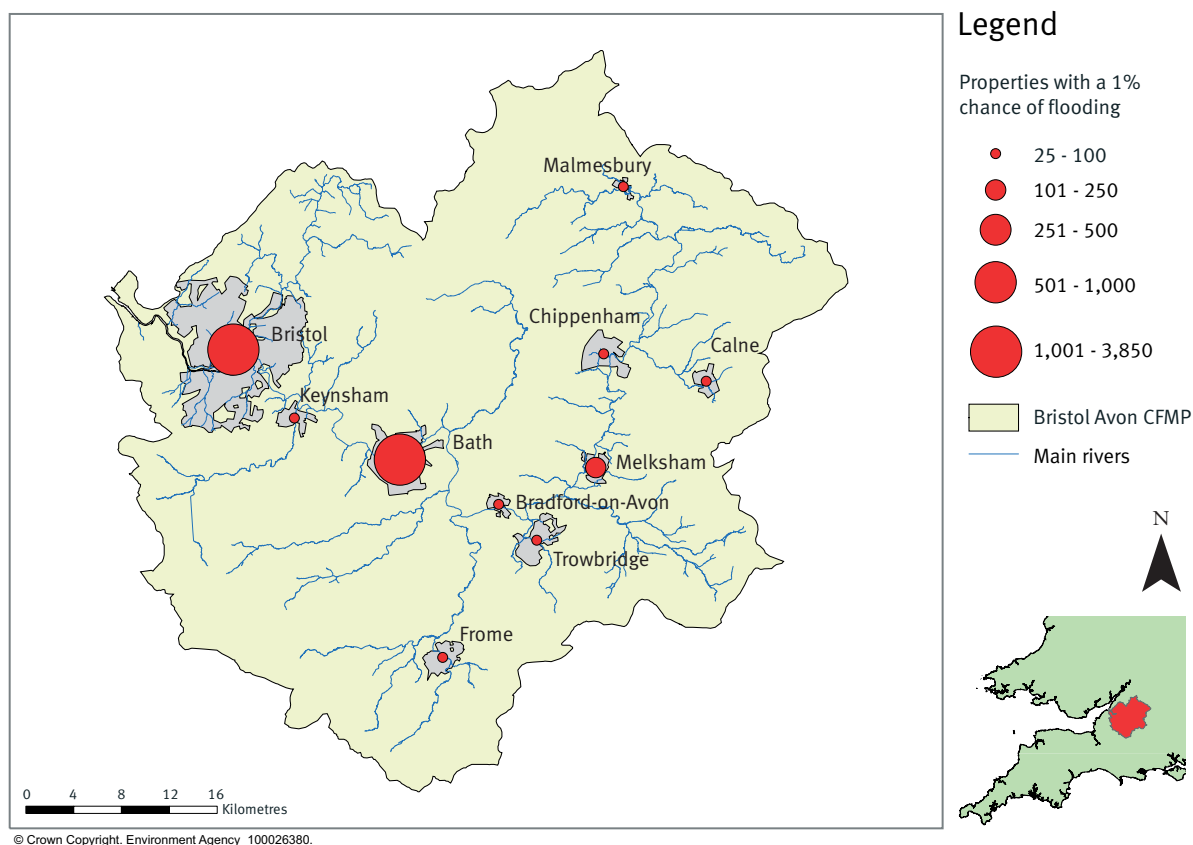 Legend
Properties with a 1%
chance of flooding
25 - 100
101 - 250
251 - 500
501 - 1,000
1,001 - 3,850
Bristol Avon CFMP
Main rivers
N
Malmesbury
Chippenham
Calne
Bristol
Keynsham
Bath
Melksham
Bradford-on-Avon
Trowbridge
Frome
0 4 8 12 16
Kilometres
© Crown Copyright. Environment Agency 100026380.